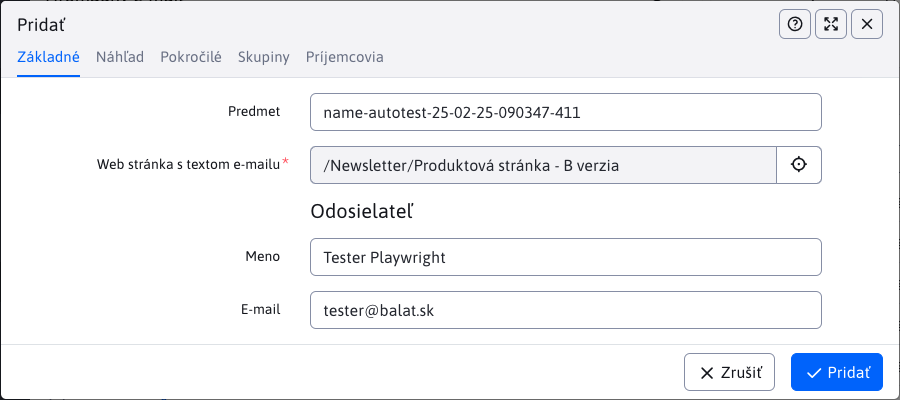 Pridať
Základné Náhľad Pokročilé Skupiny Príjemcovia
Predmet name-autotest-25-02-25-090347-411
Web stránka s textom e-mailu* /Newsletter/Produktová stránka - B verzia
Odosielateľ
Meno Tester Playwright
E-mail tester@balat.sk
Zrušiť Pridať